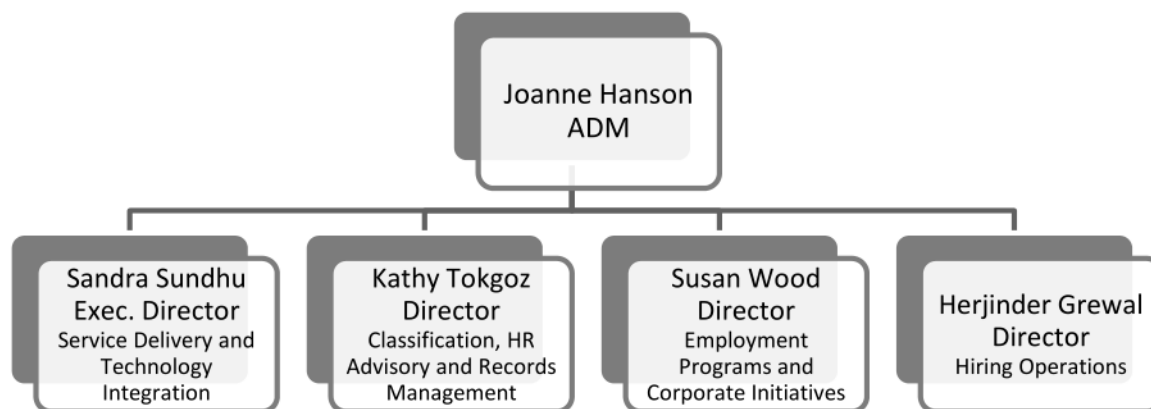 Joanne Hanson
ADM
Sandra Sundhu
Exec. Director
Service Delivery and
Technology
Integration
Kathy Tokgoz
Director
Classification, HR
Advisory and Records
Management
Susan Wood
Director
Employment
Programs and
Corporate Initiatives
Herjinder Grewal
Director
Hiring Operations